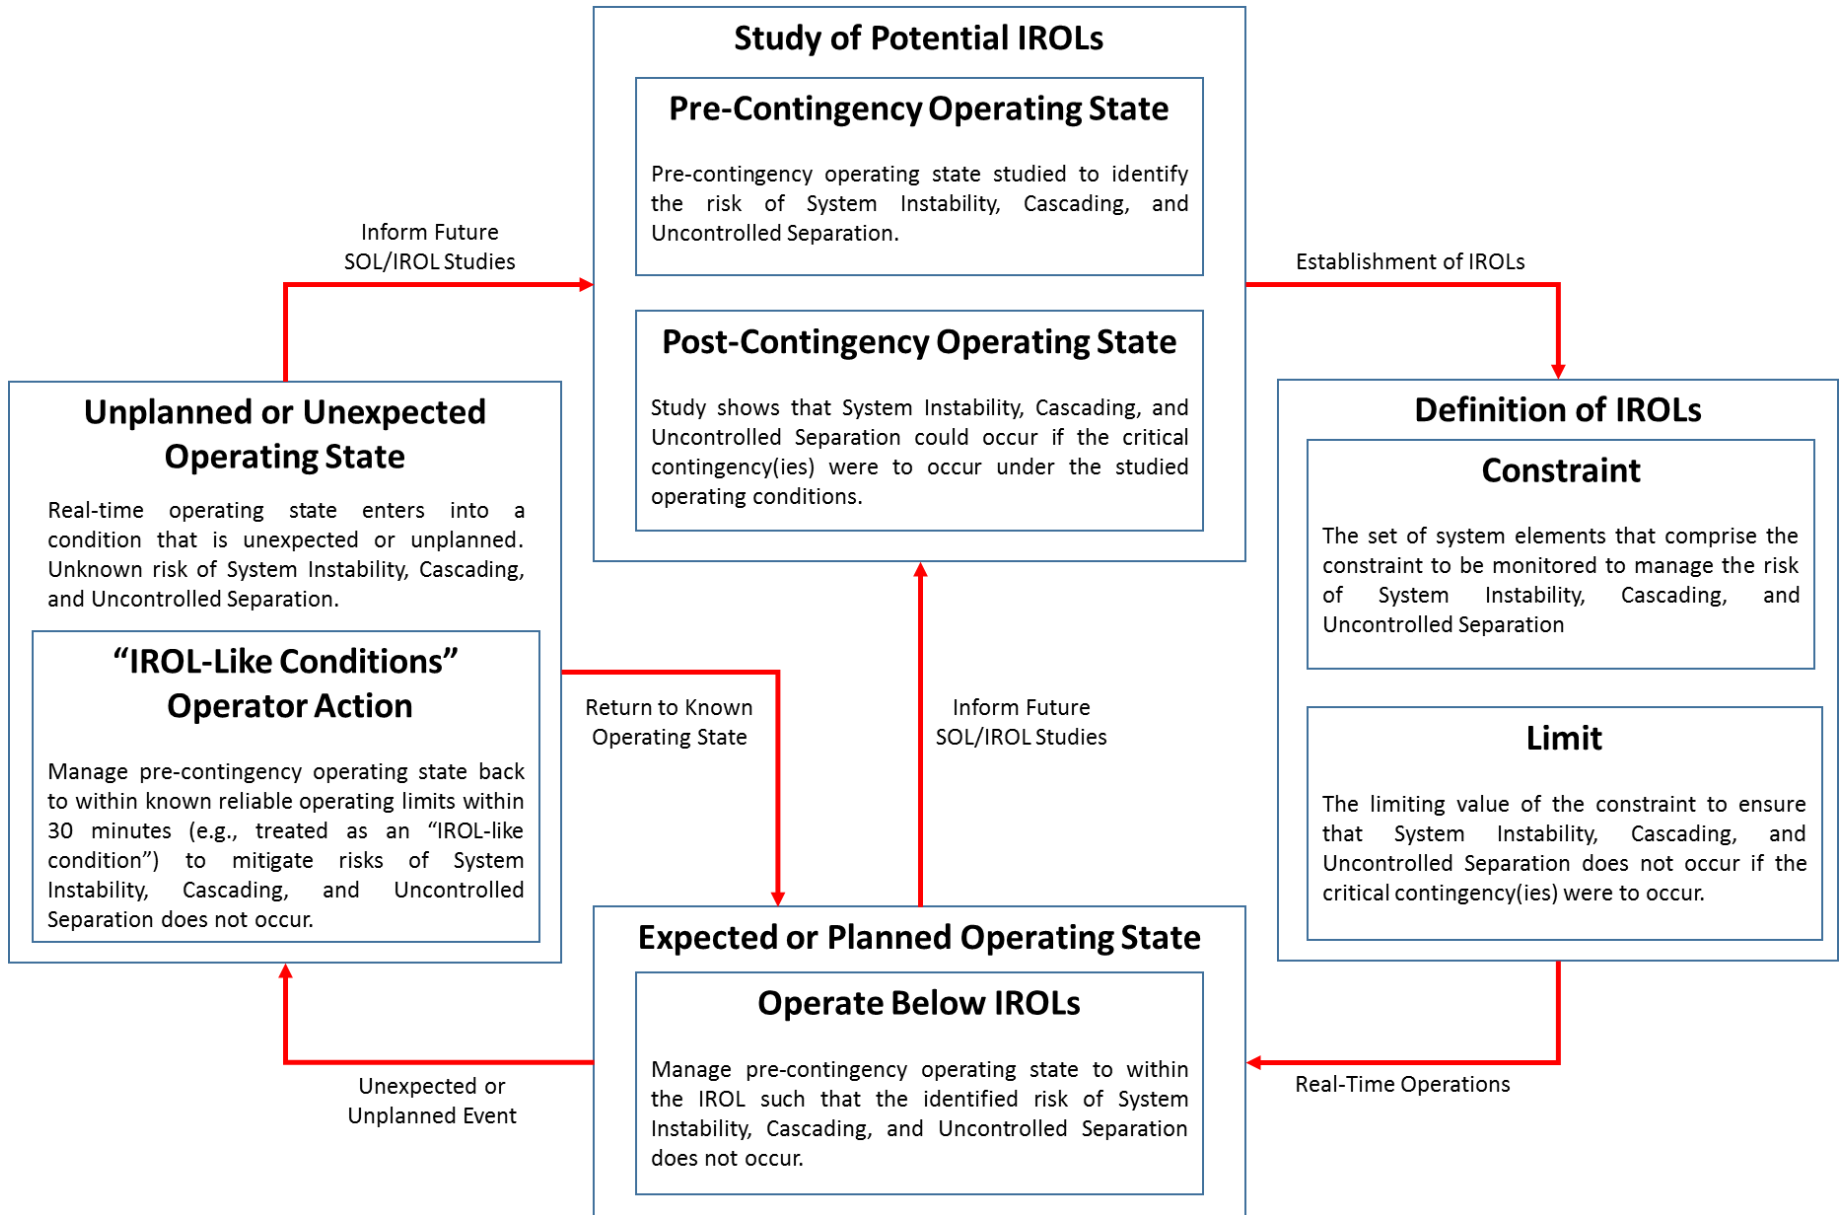 Study of Potential IROLs
Pre-Contingency Operating State
Pre-contingency operating state studied to identify
the risk of System Instability, Cascading, and
Uncontrolled Separation.
Post-Contingency Operating State
Study shows that System Instability, Cascading, and
Uncontrolled Separation could occur if the critical
contingency(ies) were to occur under the studied
operating conditions.
Inform Future
SOL/IROL Studies
Establishment of IROLs
Unplanned or Unexpected
Operating State
Real-time operating state enters into a
condition that is unexpected or unplanned.
Unknown risk of System Instability, Cascading,
and Uncontrolled Separation.
“IROL-Like Conditions”
Operator Action
Manage pre-contingency operating state back
to within known reliable operating limits within
30 minutes (e.g., treated as an “IROL-like
condition”) to mitigate risks of System
Instability, Cascading, and Uncontrolled
Separation does not occur.
Definition of IROLs
Constraint
The set of system elements that comprise the
constraint to be monitored to manage the risk
of System Instability, Cascading, and
Uncontrolled Separation
Limit
The limiting value of the constraint to ensure
that System Instability, Cascading, and
Uncontrolled Separation does not occur if the
critical contingency(ies) were to occur.
Return to Known
Operating State
Inform Future
SOL/IROL Studies
Expected or Planned Operating State
Operate Below IROLs
Manage pre-contingency operating state to within
the IROL such that the identified risk of System
Instability, Cascading, and Uncontrolled Separation
does not occur.
Unexpected or
Unplanned Event
Real-Time Operations